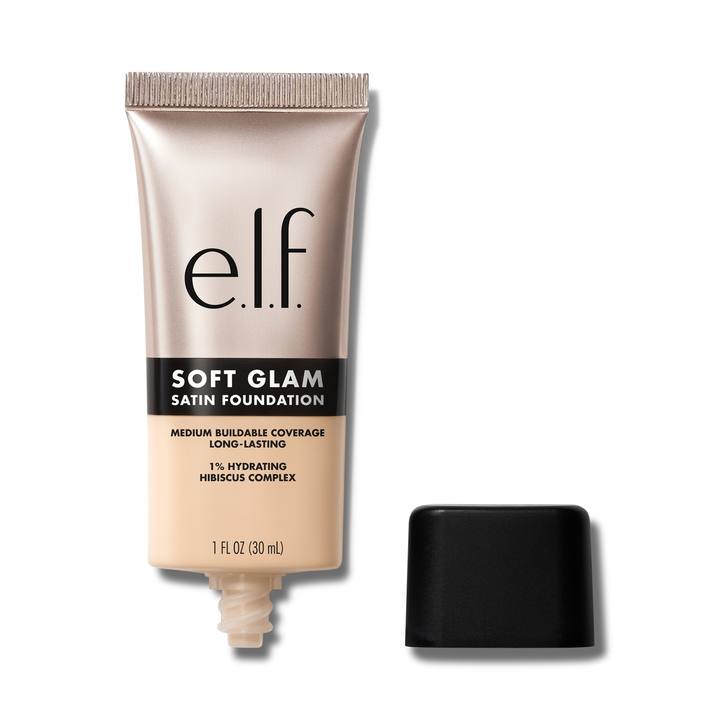 e.l.f.
SOFT GLAM
SATIN FOUNDATION
MEDIUM BUILDABLE COVERAGE
LONG-LASTING
1% HYDRATING
HIBISCUS COMPLEX
1 FL OZ (30 mL)